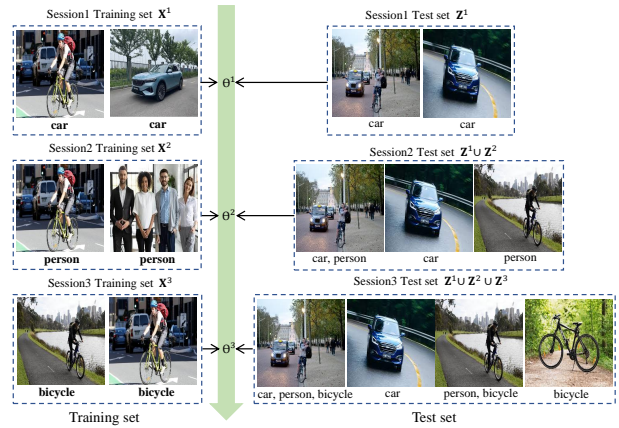 Session1 Training set X¹
Session1 Test set Z¹
car
car
θ¹
car
car
Session2 Training set X²
Session2 Test set Z¹∪ Z²
person
person
θ²
car, person
car
person
Session3 Training set X³
Session3 Test set Z¹∪ Z² ∪ Z³
bicycle
bicycle
θ³
car, person, bicycle
car
person, bicycle
bicycle
Training set
Test set